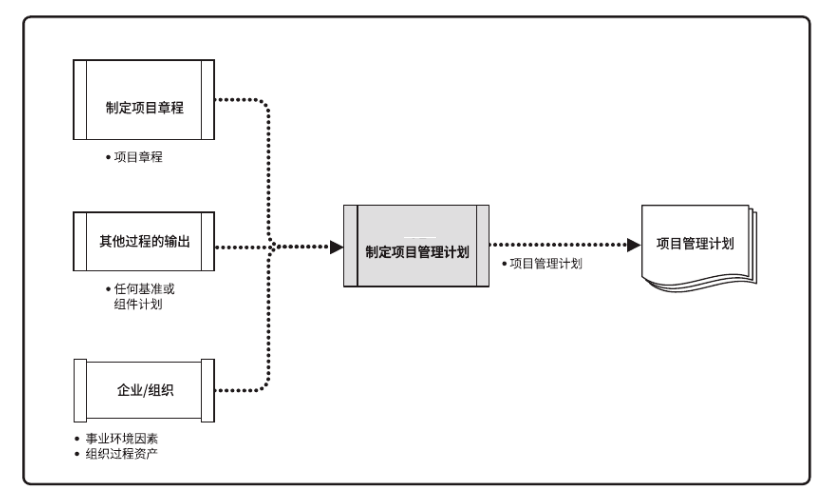 制定项目章程
• 项目章程
其他过程的输出
• 任何基准或
组件计划
企业/组织
• 事业环境因素
• 组织过程资产
制定项目管理计划
• 项目管理计划
项目管理计划